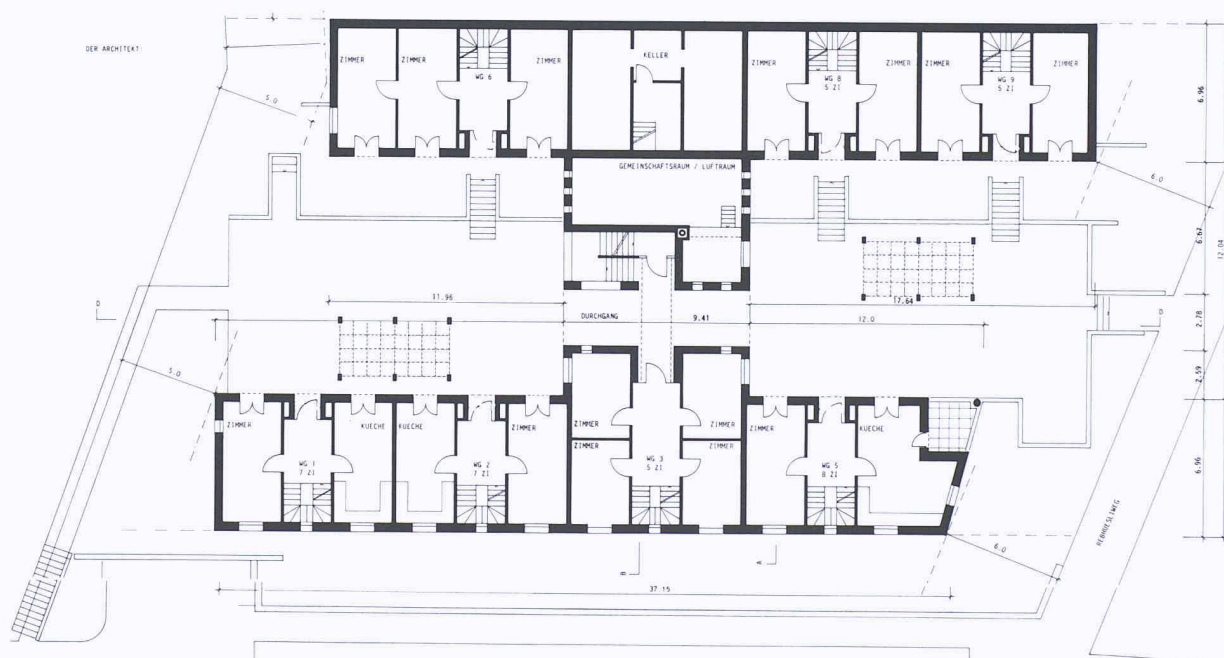 DER ARCHITEKT:
ZIMMER
ZIMMER
WG 6
ZIMMER
KELLER
ZIMMER
WG 8
5 ZI
ZIMMER
ZIMMER
WG 9
5 ZI
ZIMMER
5.0
6.96
GEMEINSCHAFTSRAUM / LUFTRAUM
6.0
6.67
12.04
11.96
17.64
D
DURCHGANG
9.41
12.0
D
2.78
5.0
2.59
ZIMMER
WG 1
7 ZI
KUECHE
KUECHE
WG 2
7 ZI
ZIMMER
ZIMMER
ZIMMER
WG 3
5 ZI
ZIMMER
ZIMMER
ZIMMER
WG 5
8 ZI
KUECHE
6.96
REBHIESLIWEG
B
A
6.0
37.15